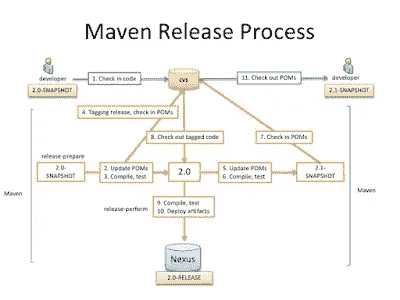 Maven Release Process
developer
1. Check in code
cvs
11. Check out POMs
developer
2.0-SNAPSHOT
2.1-SNAPSHOT
4. Tagging release, check in POMs
8. Check out tagged code
7. Check in POMs
release-prepare
2.0-
SNAPSHOT
2. Update POMs
3. Compile, test
2.0
5. Update POMs
6. Compile, test
2.1-
SNAPSHOT
Maven
Maven
release-perform
9. Compile, test
10. Deploy artifacts
Nexus
2.0-RELEASE